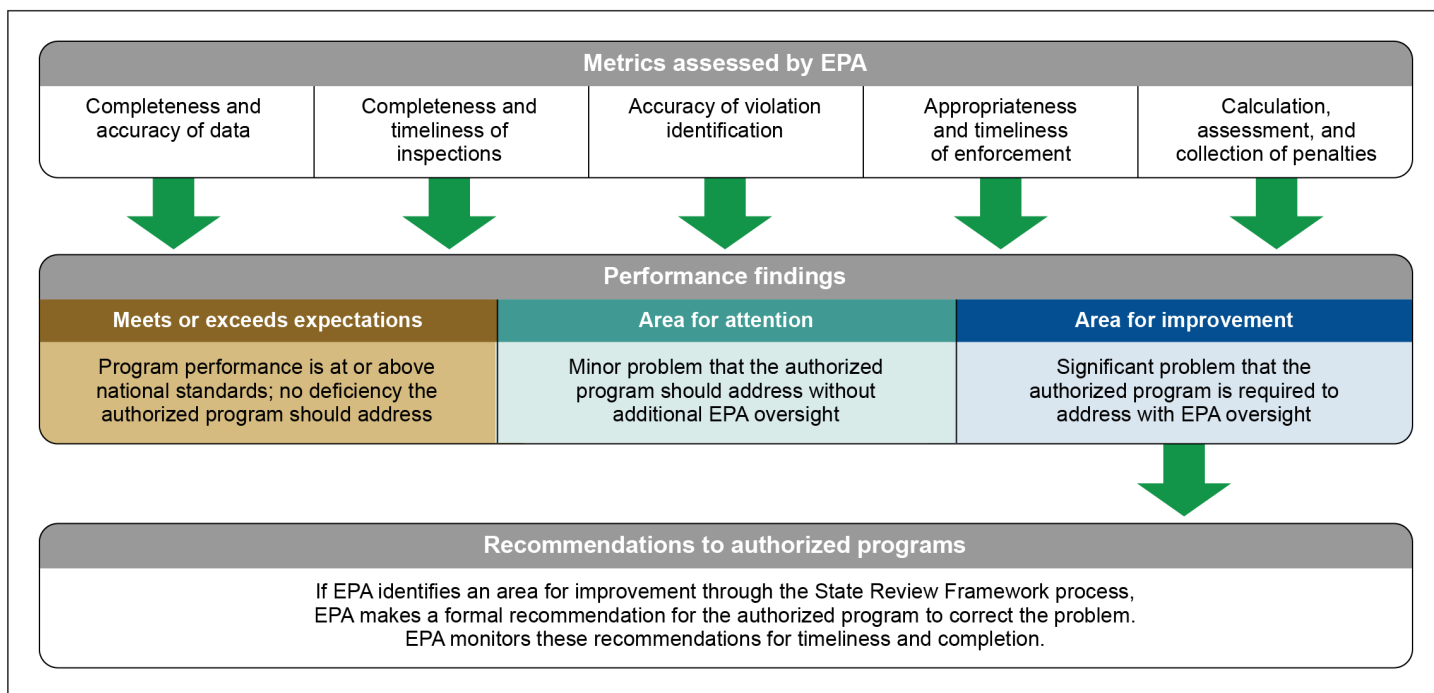 Metrics assessed by EPA
Completeness and
accuracy of data
Completeness and
timeliness of
inspections
Accuracy of violation
identification
Appropriateness
and timeliness
of enforcement
Calculation,
assessment, and
collection of penalties
Performance findings
Meets or exceeds expectations
Program performance is at or above
national standards; no deficiency the
authorized program should address
Area for attention
Minor problem that the authorized
program should address without
additional EPA oversight
Area for improvement
Significant problem that the
authorized program is required to
address with EPA oversight
Recommendations to authorized programs
If EPA identifies an area for improvement through the State Review Framework process,
EPA makes a formal recommendation for the authorized program to correct the problem.
EPA monitors these recommendations for timeliness and completion.